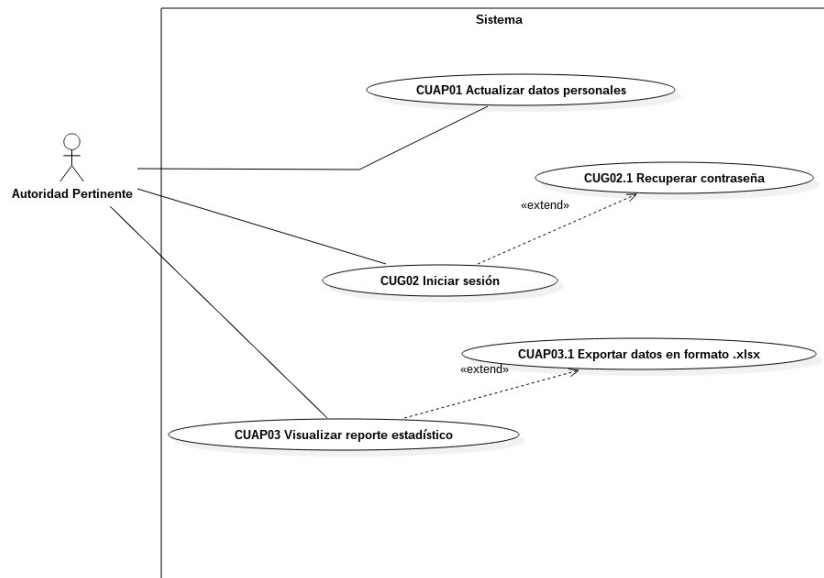 Sistema
CUAP01 Actualizar datos personales
Autoridad Pertinente
CUG02.1 Recuperar contraseña
«extend»
CUG02 Iniciar sesión
CUAP03.1 Exportar datos en formato .xlsx
«extend»
CUAP03 Visualizar reporte estadístico